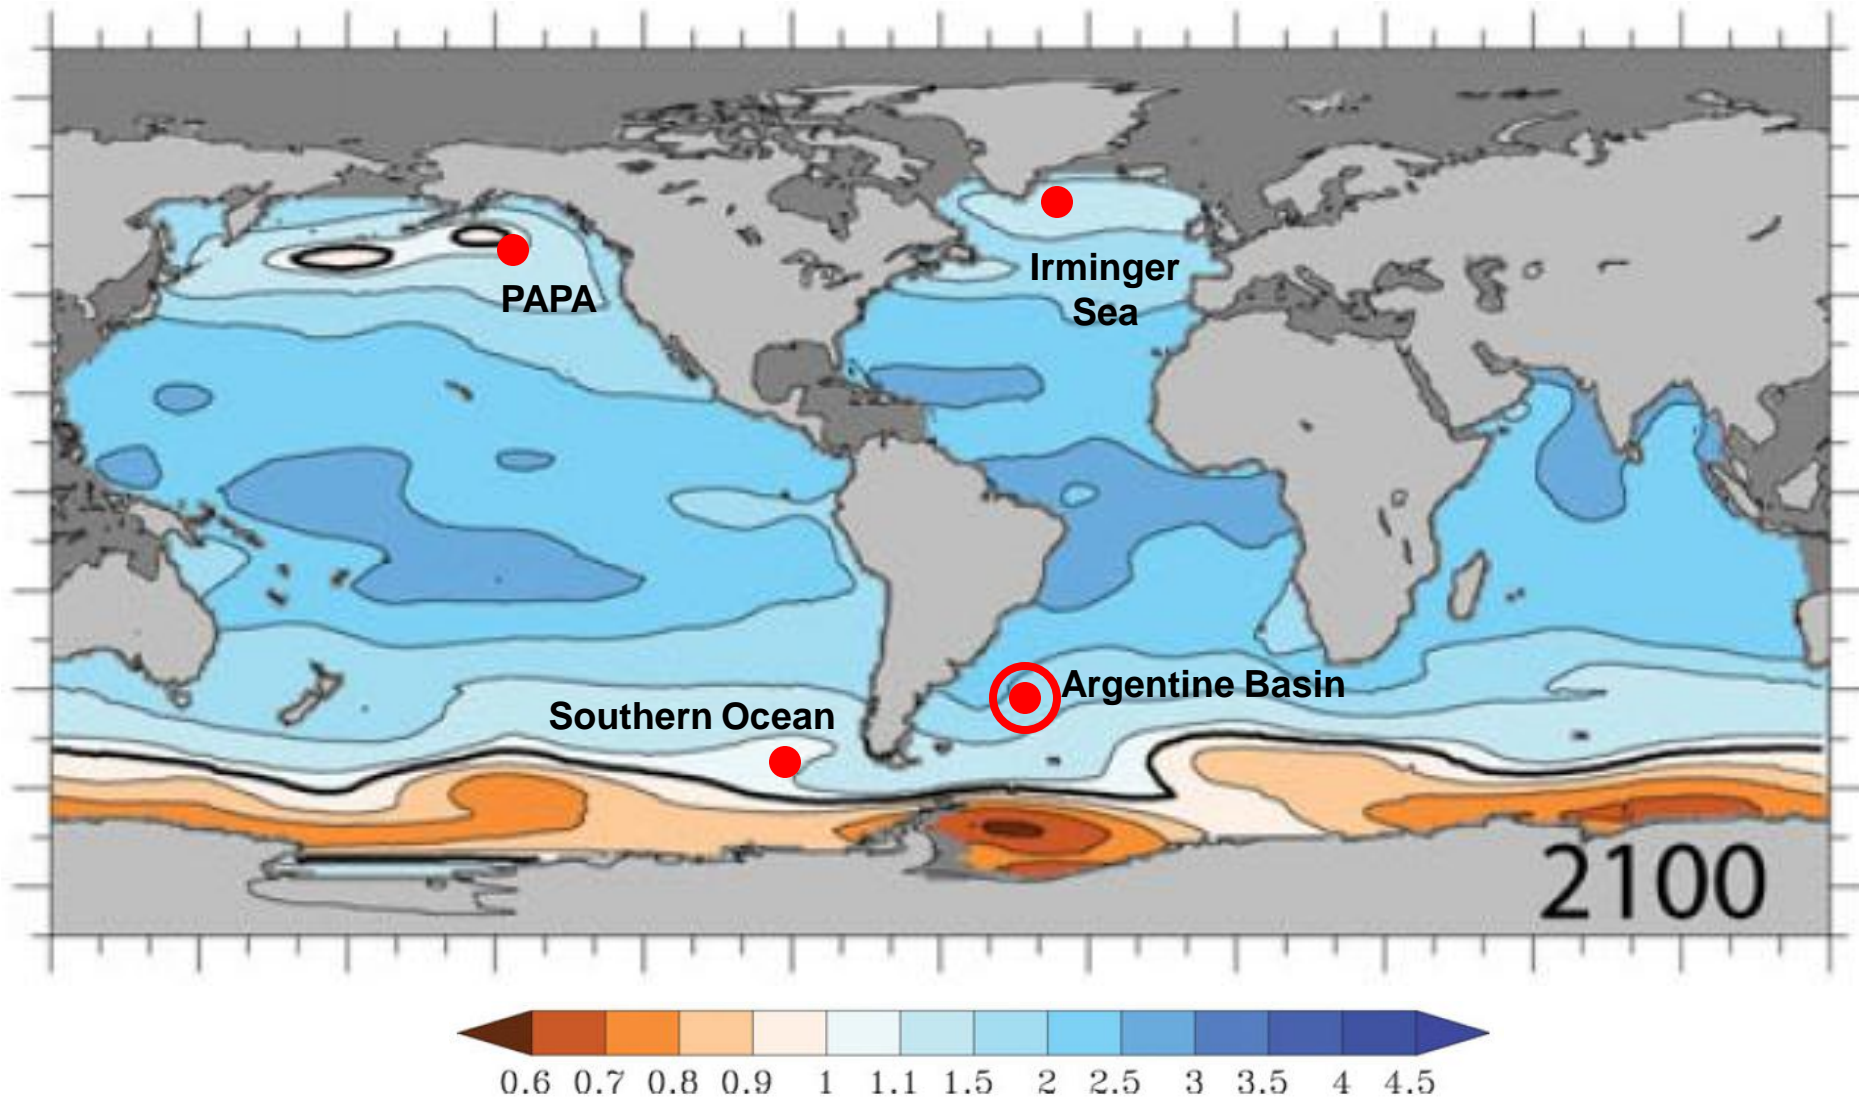 Irminger
Sea
PAPA
Argentine Basin
Southern Ocean
2100
0.6 0.7 0.8 0.9 1 1.1 1.5 2 2.5 3 3.5 4 4.5